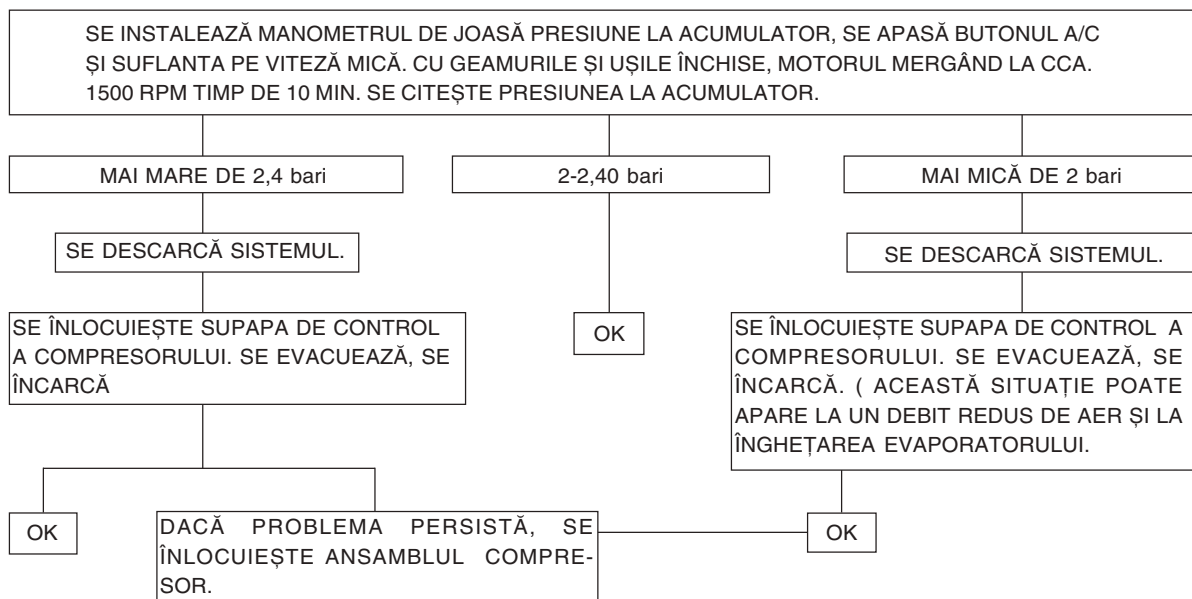 SE INSTALEAZĂ MANOMETRUL DE JOASĂ PRESIUNE LA ACUMULATOR, SE APASĂ BUTONUL A/C
ȘI SUFLANTA PE VITEZĂ MICĂ. CU GEAMURILE ȘI UȘILE ÎNCHISE, MOTORUL MERGÂND LA CCA.
1500 RPM TIMP DE 10 MIN. SE CITEȘTE PRESIUNEA LA ACUMULATOR.
MAI MARE DE 2,4 bari
2-2,40 bari
MAI MICĂ DE 2 bari
SE DESCARCĂ SISTEMUL.
SE DESCARCĂ SISTEMUL.
SE ÎNLOCUIEȘTE SUPAPA DE CONTROL
A COMPRESORULUI. SE EVACUEAZĂ, SE
ÎNCARCĂ
OK
SE ÎNLOCUIEȘTE SUPAPA DE CONTROL A
COMPRESORULUI. SE EVACUEAZĂ, SE
ÎNCARCĂ. ( ACEASTĂ SITUAȚIE POATE
APARE LA UN DEBIT REDUS DE AER ȘI LA
ÎNGHEȚAREA EVAPORATORULUI.
OK
DACĂ PROBLEMA PERSISTĂ, SE
ÎNLOCUIEȘTE ANSAMBLUL COMPRE-
SOR.
OK